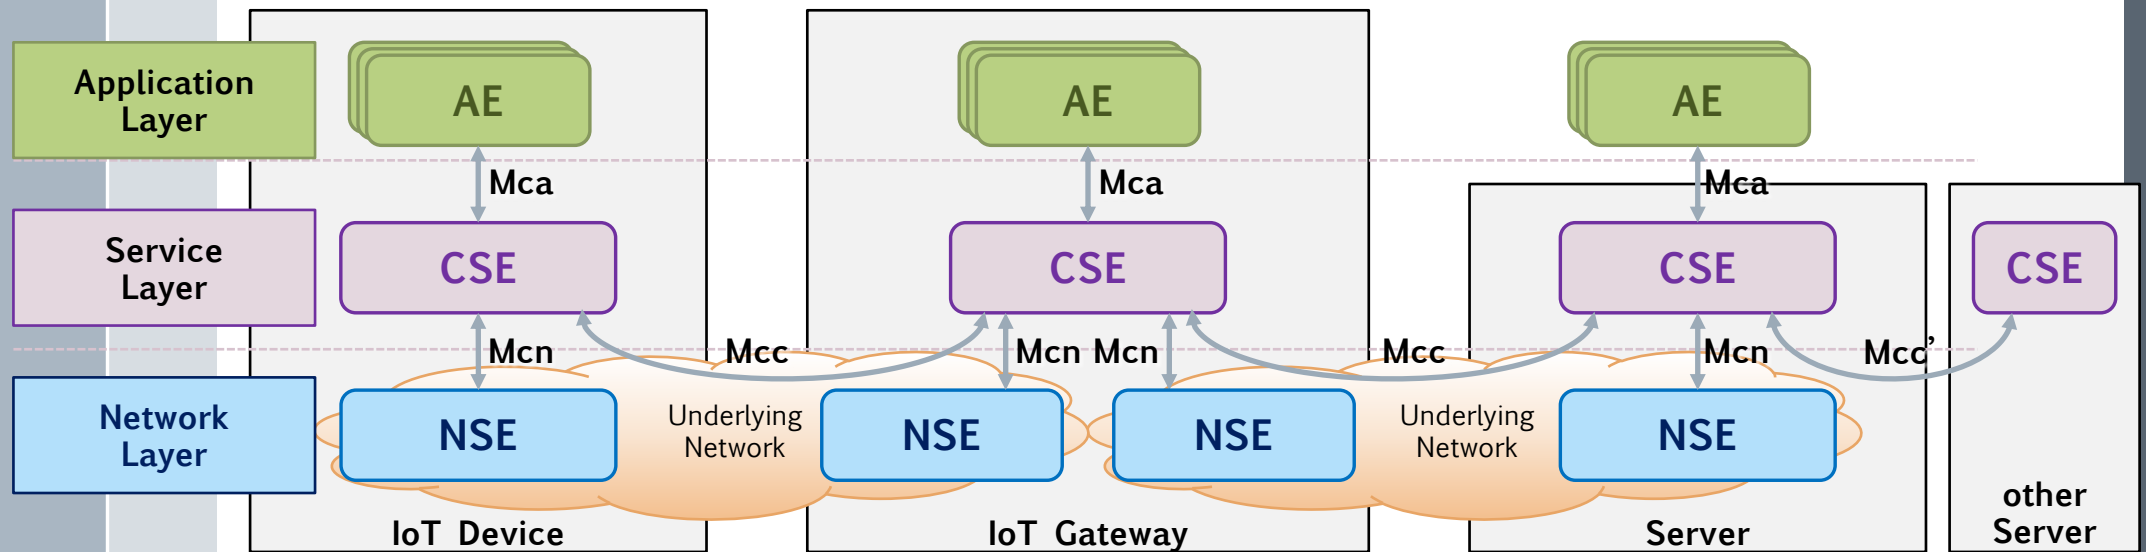 Application
Layer
AE
AE
AE
Mca
Mca
Mca
Service
Layer
CSE
CSE
CSE
CSE
Mcn
Mcc
Mcn
Mcn
Mcc
Mcn
Mcc’
Network
Layer
NSE
Underlying
Network
NSE
NSE
Underlying
Network
NSE
IoT Device
IoT Gateway
Server
other
Server